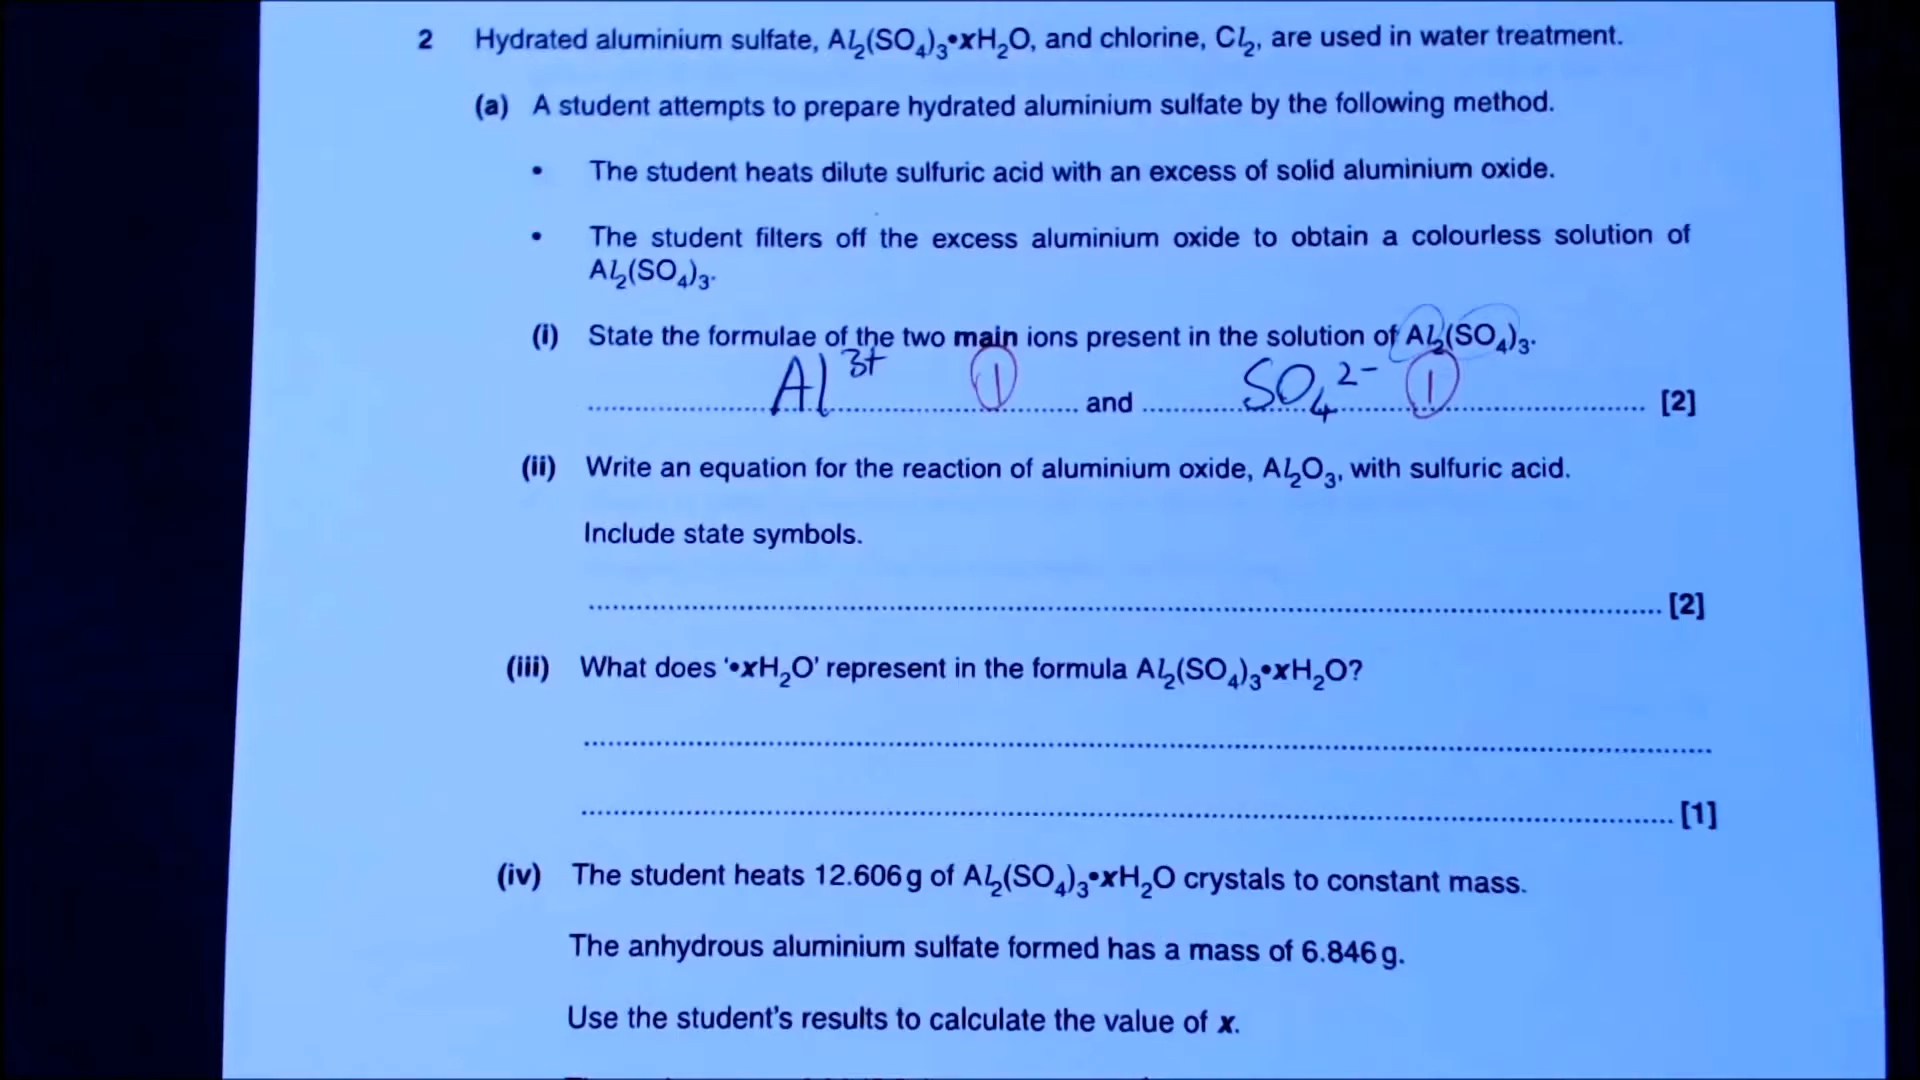 2 Hydrated aluminium sulfate, Al₂(SO₄)₃•xH₂O, and chlorine, Cl₂, are used in water treatment.
(a) A student attempts to prepare hydrated aluminium sulfate by the following method.
• The student heats dilute sulfuric acid with an excess of solid aluminium oxide.
• The student filters off the excess aluminium oxide to obtain a colourless solution of
Al₂(SO₄)₃.
(i) State the formulae of the two main ions present in the solution of Al₂(SO₄)₃.
Al³⁺ 1 and SO₄²⁻ 1 [2]
(ii) Write an equation for the reaction of aluminium oxide, Al₂O₃, with sulfuric acid.
Include state symbols.
[2]
(iii) What does '•xH₂O' represent in the formula Al₂(SO₄)₃•xH₂O?
[1]
(iv) The student heats 12.606 g of Al₂(SO₄)₃•xH₂O crystals to constant mass.
The anhydrous aluminium sulfate formed has a mass of 6.846 g.
Use the student's results to calculate the value of x.